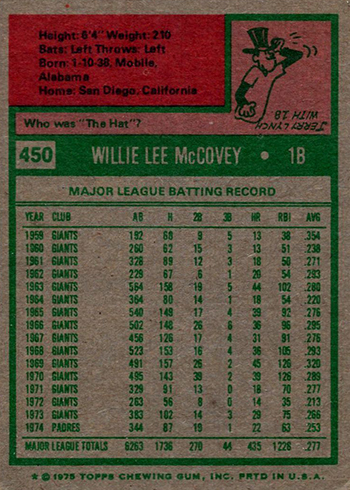 Height: 6'4" Weight: 210
Bats: Left Throws: Left
Born: 1-10-38, Mobile,
Alabama
Home: San Diego, California
JERRY LYNCH
WITH 18
Who was "The Hat"?
450 WILLIE LEE McCOVEY • 1B
MAJOR LEAGUE BATTING RECORD
YEAR CLUB AB H 2B 3B HR RBI AVG
1959 GIANTS 192 68 9 5 13 38 .354
1960 GIANTS 260 62 15 3 13 51 .238
1961 GIANTS 328 89 12 3 18 50 .271
1962 GIANTS 229 67 6 1 20 54 .293
1963 GIANTS 564 158 19 5 44 102 .280
1964 GIANTS 364 80 14 1 18 54 .220
1965 GIANTS 540 149 17 4 39 92 .276
1966 GIANTS 502 148 26 6 36 96 .295
1967 GIANTS 456 126 17 4 31 91 .276
1968 GIANTS 523 153 16 4 36 105 .293
1969 GIANTS 491 157 26 2 45 126 .320
1970 GIANTS 495 143 39 2 39 126 .289
1971 GIANTS 329 91 13 0 18 70 .277
1972 GIANTS 263 56 8 0 14 35 .213
1973 GIANTS 383 102 14 3 29 75 .266
1974 PADRES 344 87 19 1 22 63 .253
MAJOR LEAGUE TOTALS 6263 1736 270 44 435 1228 .277
* © 1975 TOPPS CHEWING GUM, INC. PRTD IN U.S.A.